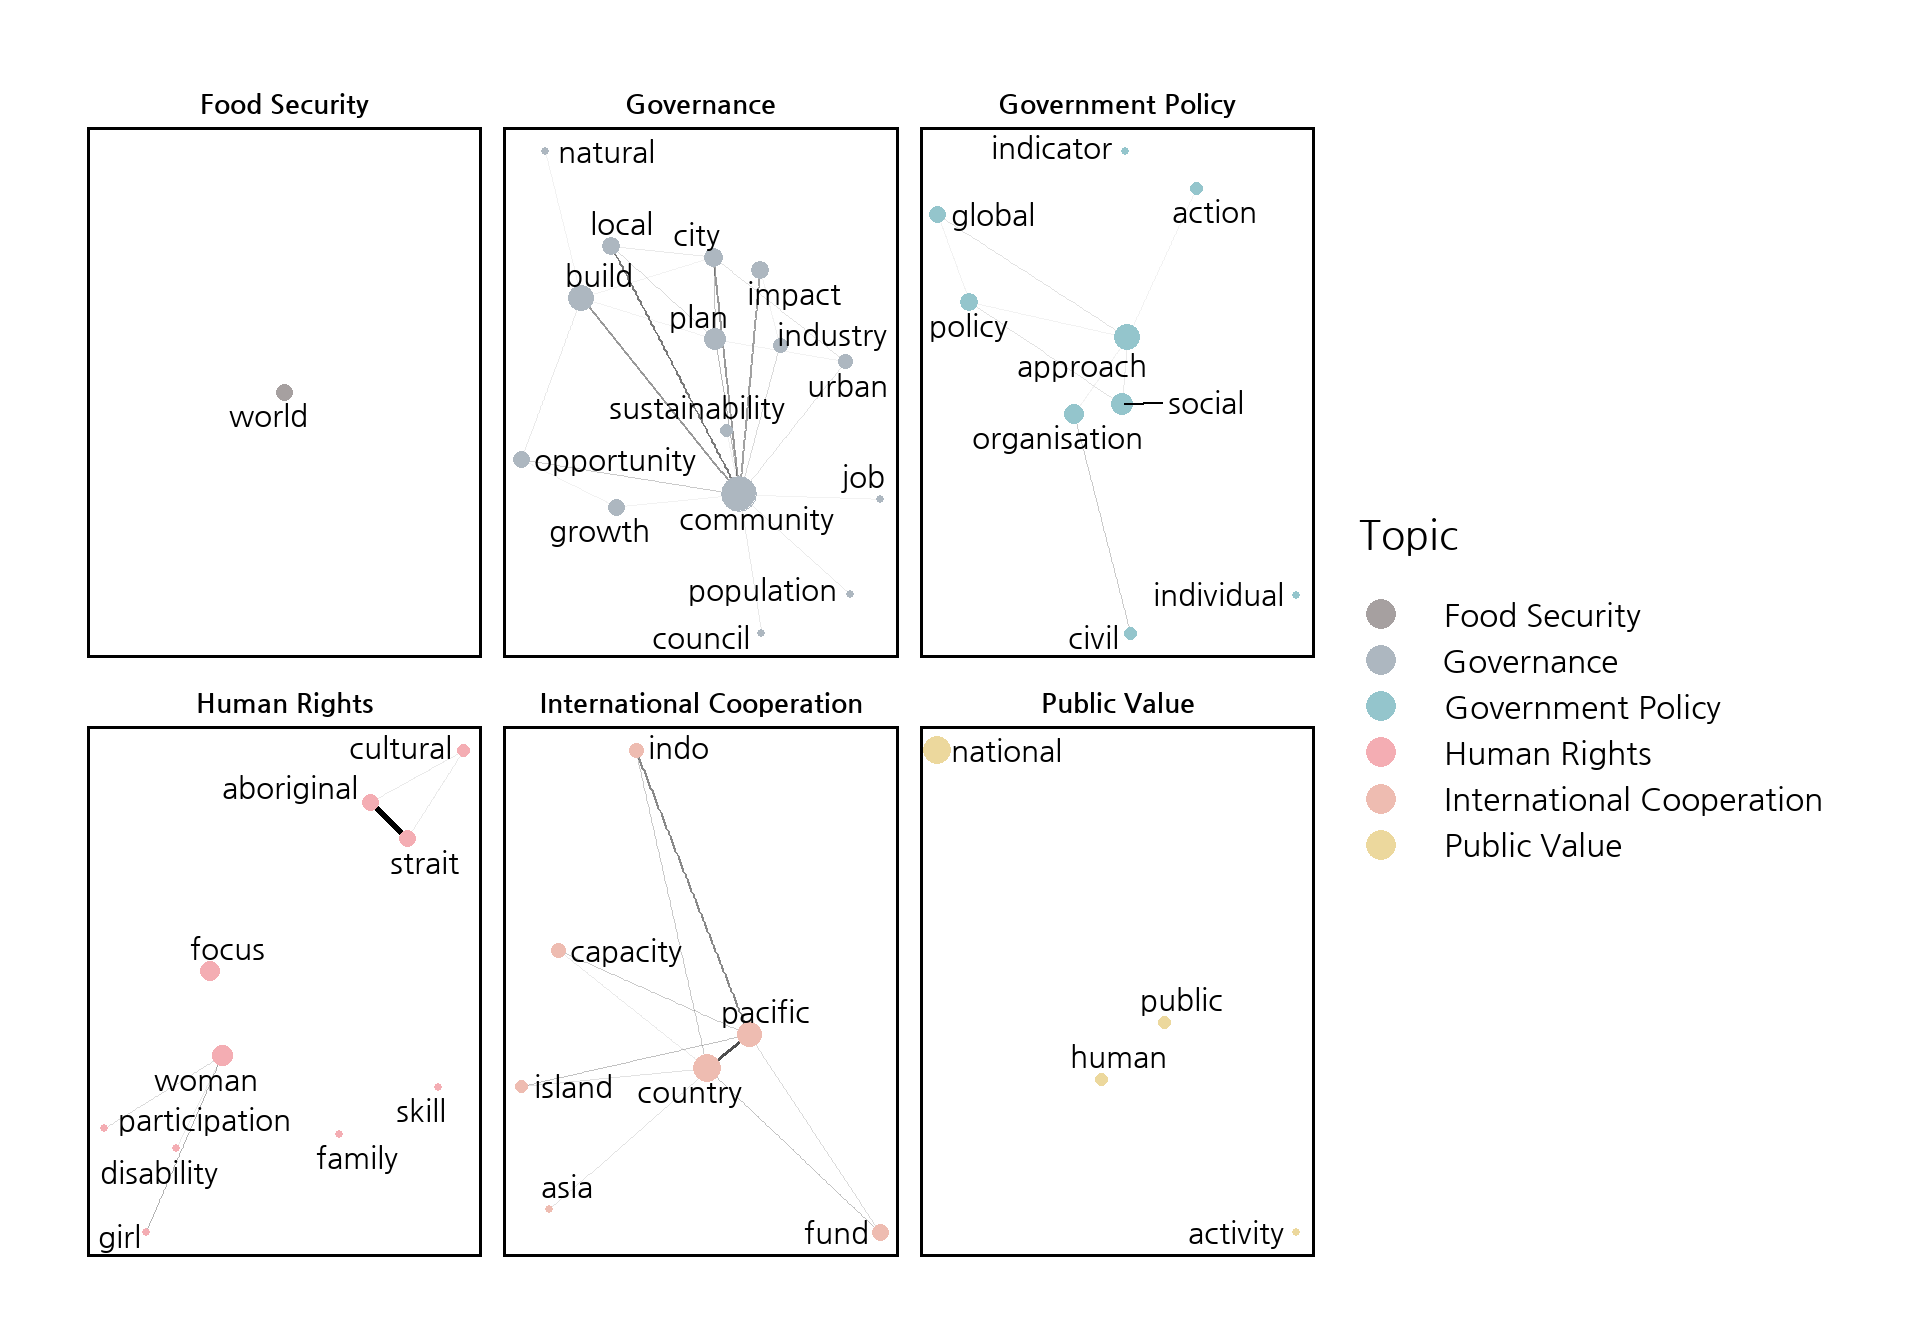 Food Security
Governance
Government Policy
world
natural
local
city
build
impact
plan
industry
urban
sustainability
opportunity
job
growth
community
population
council
indicator
action
global
policy
approach
social
organisation
individual
civil
Topic
Food Security
Governance
Government Policy
Human Rights
International Cooperation
Public Value
Human Rights
International Cooperation
Public Value
cultural
aboriginal
strait
focus
woman
participation
skill
family
disability
girl
indo
capacity
pacific
island
country
asia
fund
national
public
human
activity